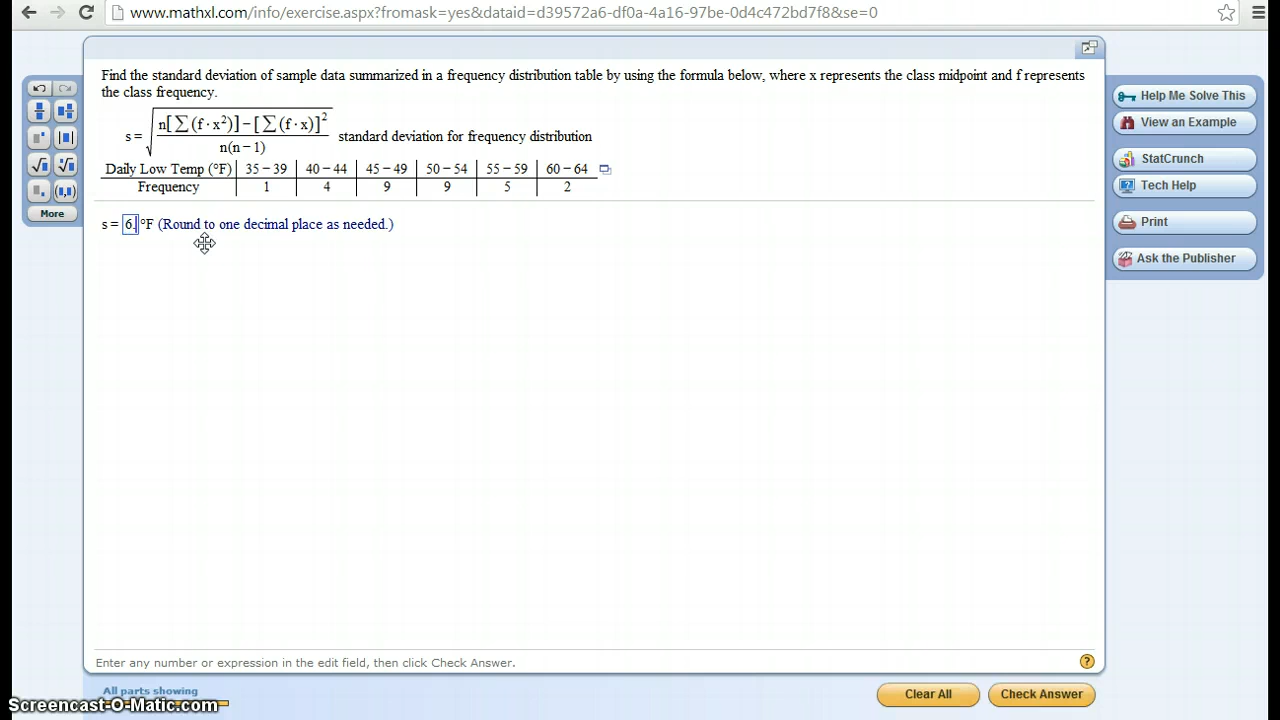 www.mathxl.com/info/exercise.aspx?fromask=yes&dataid=d39572a6-df0a-4a16-97be-0d4c472bd7f8&se=0
Find the standard deviation of sample data summarized in a frequency distribution table by using the formula below, where x represents the class midpoint and f represents
the class frequency.
s = √ n[∑(f·x²)] − [∑(f·x)]² / n(n−1) standard deviation for frequency distribution
Daily Low Temp (°F) 35 − 39 40 − 44 45 − 49 50 − 54 55 − 59 60 − 64
Frequency 1 4 9 9 5 2
s = 6. °F (Round to one decimal place as needed.)
More
Help Me Solve This
View an Example
StatCrunch
Tech Help
Print
Ask the Publisher
Enter any number or expression in the edit field, then click Check Answer.
?
All parts showing
Clear All
Check Answer
Screencast-O-Matic.com